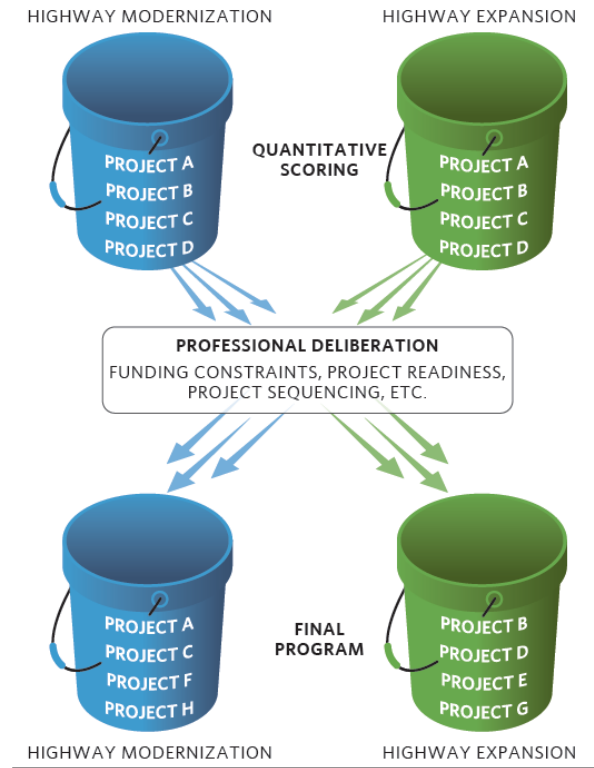 HIGHWAY MODERNIZATION
HIGHWAY EXPANSION
PROJECT A
PROJECT B
PROJECT C
PROJECT D
QUANTITATIVE
SCORING
PROJECT A
PROJECT B
PROJECT C
PROJECT D
PROFESSIONAL DELIBERATION
FUNDING CONSTRAINTS, PROJECT READINESS,
PROJECT SEQUENCING, ETC.
PROJECT A
PROJECT C
PROJECT F
PROJECT H
FINAL
PROGRAM
PROJECT B
PROJECT D
PROJECT E
PROJECT G
HIGHWAY MODERNIZATION
HIGHWAY EXPANSION